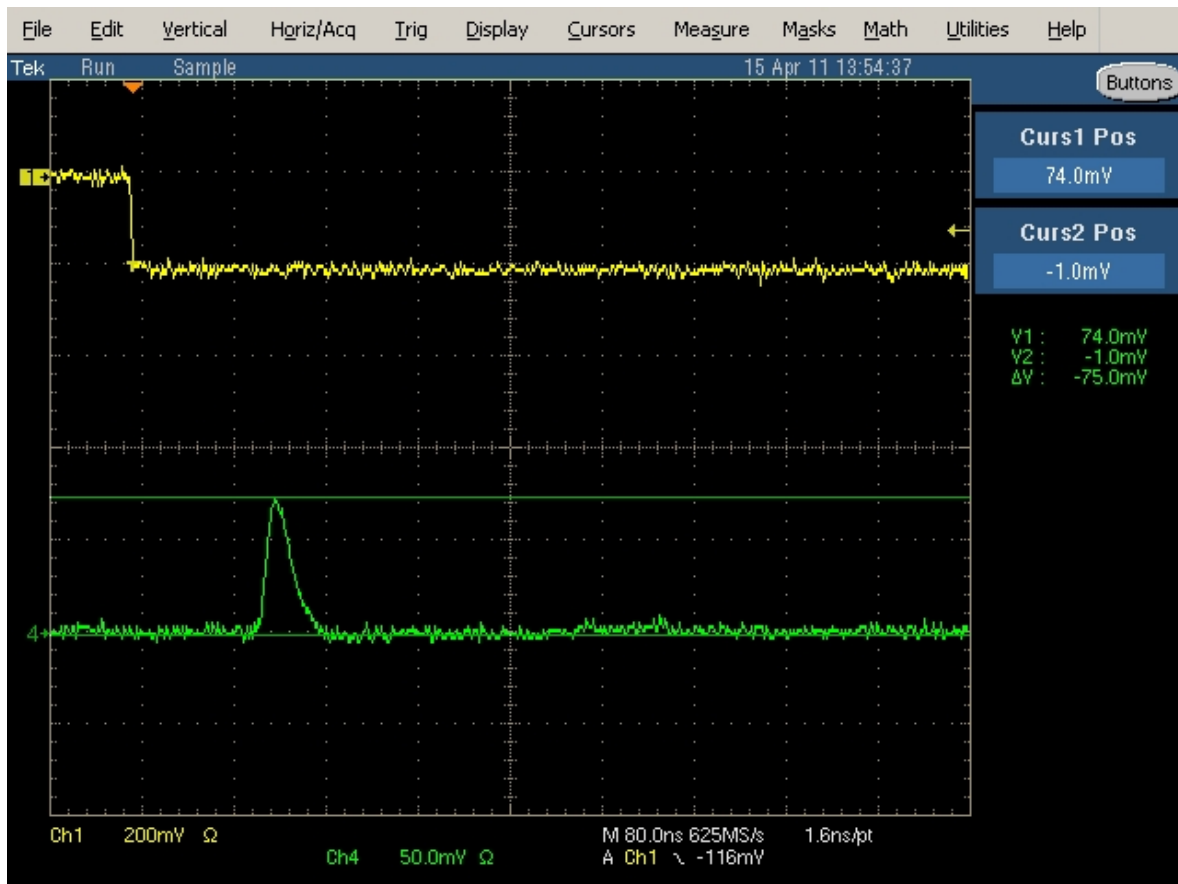 File Edit Vertical Horiz/Acq Trig Display Cursors Measure Masks Math Utilities Help
Tek Run Sample 15 Apr 11 13:54:37
Buttons
Curs1 Pos
74.0mV
Curs2 Pos
-1.0mV
V1 : 74.0mV
V2 : -1.0mV
ΔV : -75.0mV
1
4
Ch1 200mV Ω M 80.0ns 625MS/s 1.6ns/pt
Ch4 50.0mV Ω A Ch1 \ -116mV